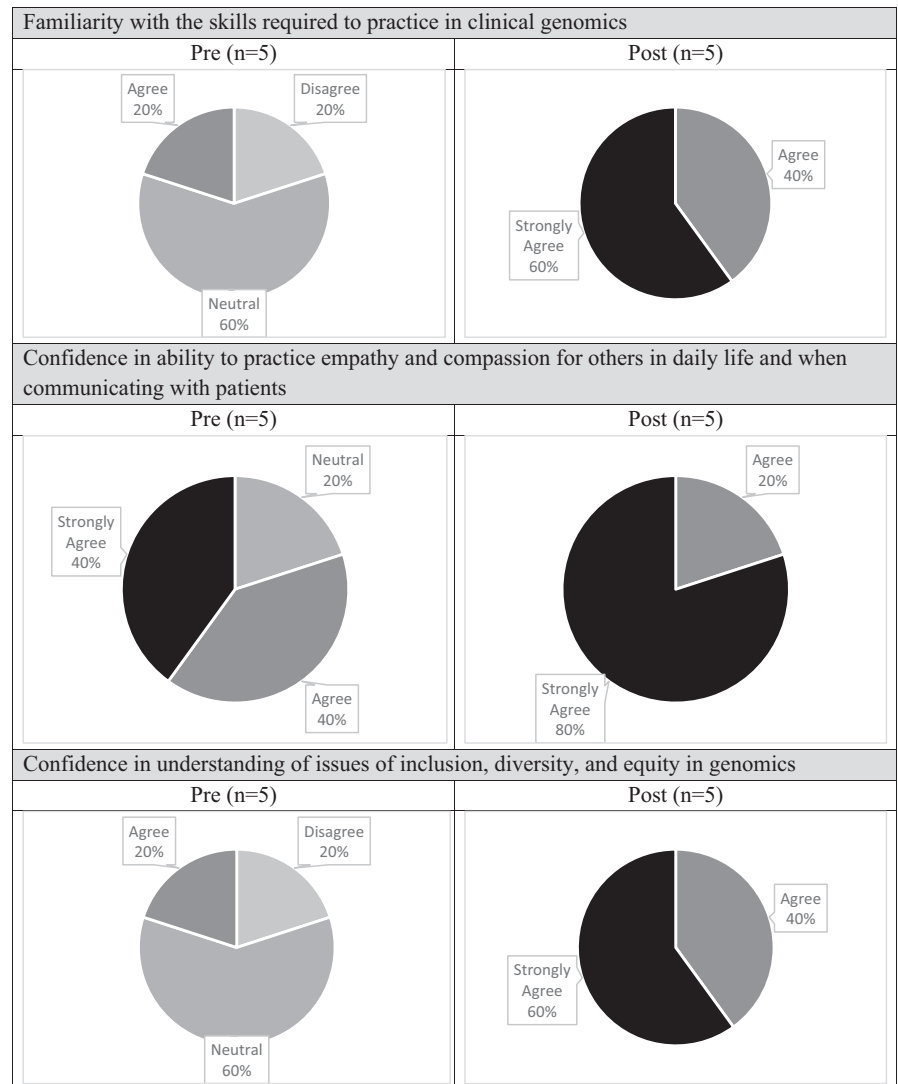 Familiarity with the skills required to practice in clinical genomics
Pre (n=5)
Post (n=5)
Agree
20%
Disagree
20%
Neutral
60%
Agree
40%
Strongly
Agree
60%
Confidence in ability to practice empathy and compassion for others in daily life and when
communicating with patients
Pre (n=5)
Post (n=5)
Neutral
20%
Strongly
Agree
40%
Agree
40%
Agree
20%
Strongly
Agree
80%
Confidence in understanding of issues of inclusion, diversity, and equity in genomics
Pre (n=5)
Post (n=5)
Agree
20%
Disagree
20%
Neutral
60%
Agree
40%
Strongly
Agree
60%